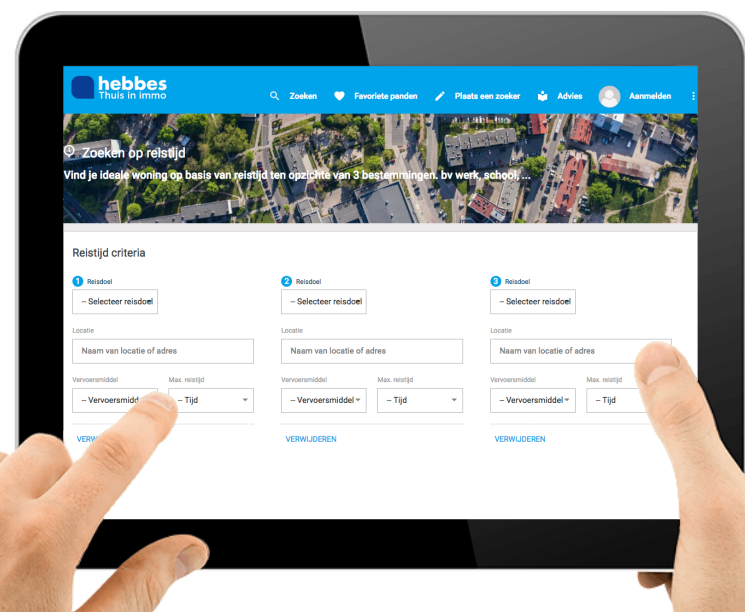 hebbes
Thuis in immo
Zoeken
Favoriete panden
Plaats een zoeker
Advies
Aanmelden
Zoeken op reistijd
Vind je ideale woning op basis van reistijd ten opzichte van 3 bestemmingen. bv werk, school, ...
Reistijd criteria
1 Reisdoel
-- Selecteer reisdoel
Locatie
Naam van locatie of adres
Vervoersmiddel
Max. reistijd
-- Tijd
2 Reisdoel
-- Selecteer reisdoel
Locatie
Naam van locatie of adres
Vervoersmiddel
Max. reistijd
-- Vervoersmiddel
-- Tijd
VERWIJDEREN
3 Reisdoel
-- Selecteer reisdoel
Locatie
Naam van locatie of adres
Vervoersmiddel
Max. reistijd
-- Vervoersmiddel
-- Tijd
VERWIJDEREN